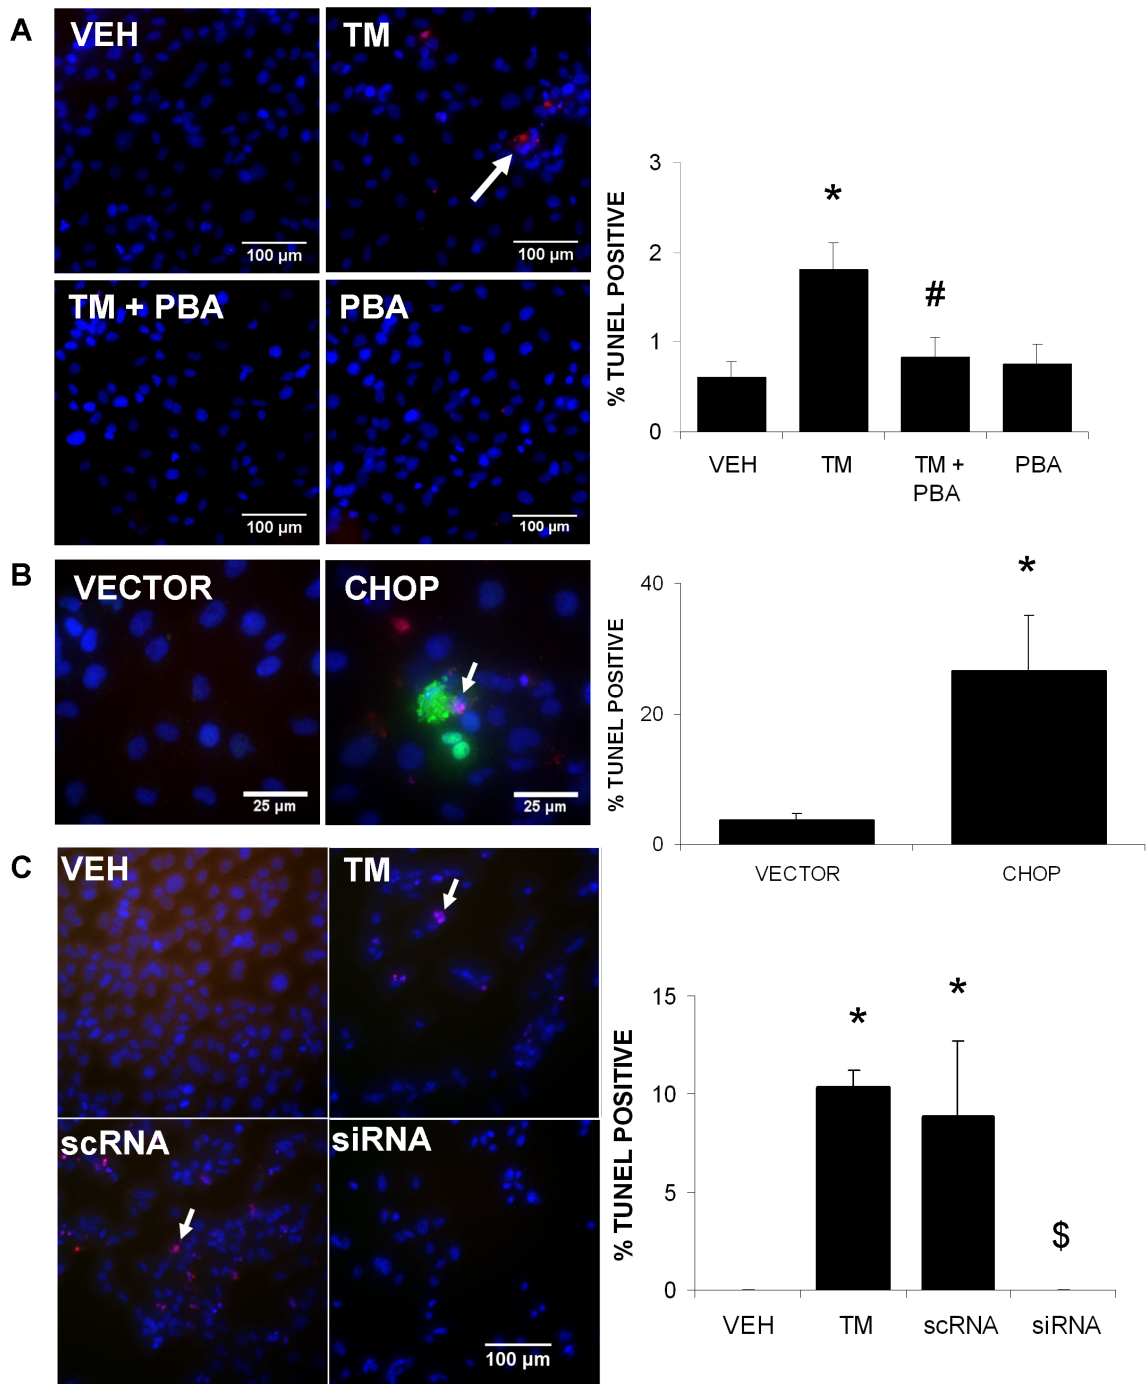 A
VEH
TM
100 µm
100 µm
TM + PBA
PBA
100 µm
100 µm
% TUNEL POSITIVE
3
2
1
0
*
#
VEH
TM
TM +
PBA
PBA
B
VECTOR
CHOP
25 µm
25 µm
% TUNEL POSITIVE
40
20
0
*
VECTOR
CHOP
C
VEH
TM
scRNA
siRNA
100 µm
% TUNEL POSITIVE
15
10
5
0
*
*
$
VEH
TM
scRNA
siRNA